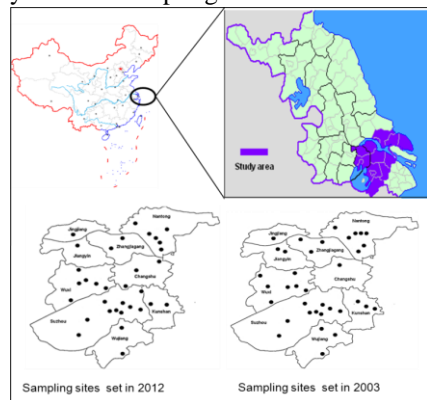 Study area
Nantong
Jingjiang
Zhangjiagang
Jiangyin
Changshu
Wuxi
Kunshan
Suzhou
Wujiang
Nantong
Jingjiang
Zhangjiagang
Jiangyin
Changshu
Wuxi
Kunshan
Suzhou
Wujiang
Sampling sites set in 2012
Sampling sites set in 2003